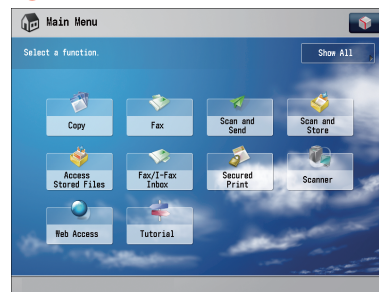 Main Menu
Select a function.
Show All
Copy
Fax
Scan and
Send
Scan and
Store
Access
Stored Files
Fax/I-Fax
Inbox
Secured
Print
Scanner
Web Access
Tutorial